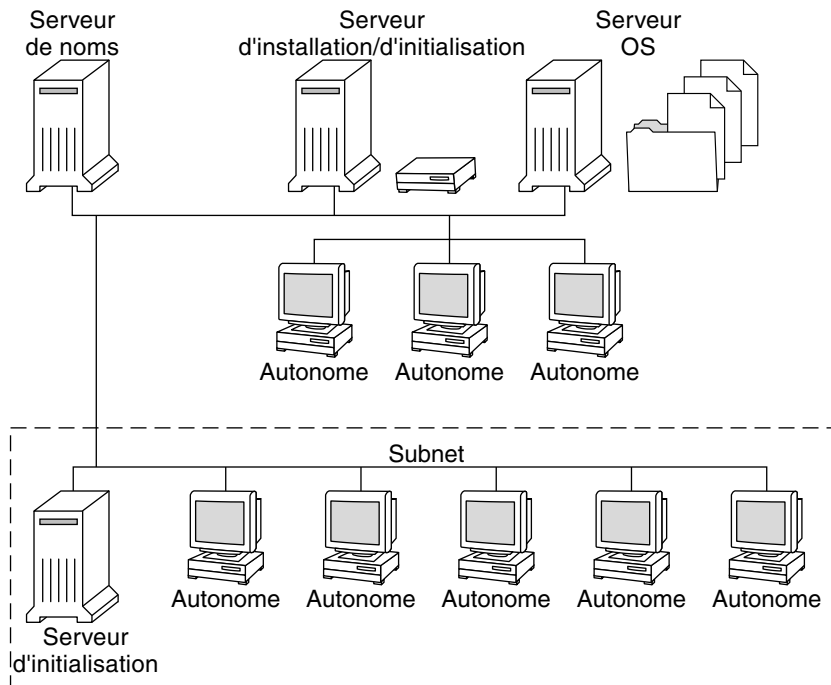 Serveur
de noms
Serveur
d'installation/d'initialisation
Serveur
OS
Autonome
Autonome
Autonome
Subnet
Autonome
Autonome
Autonome
Autonome
Autonome
Serveur
d'initialisation